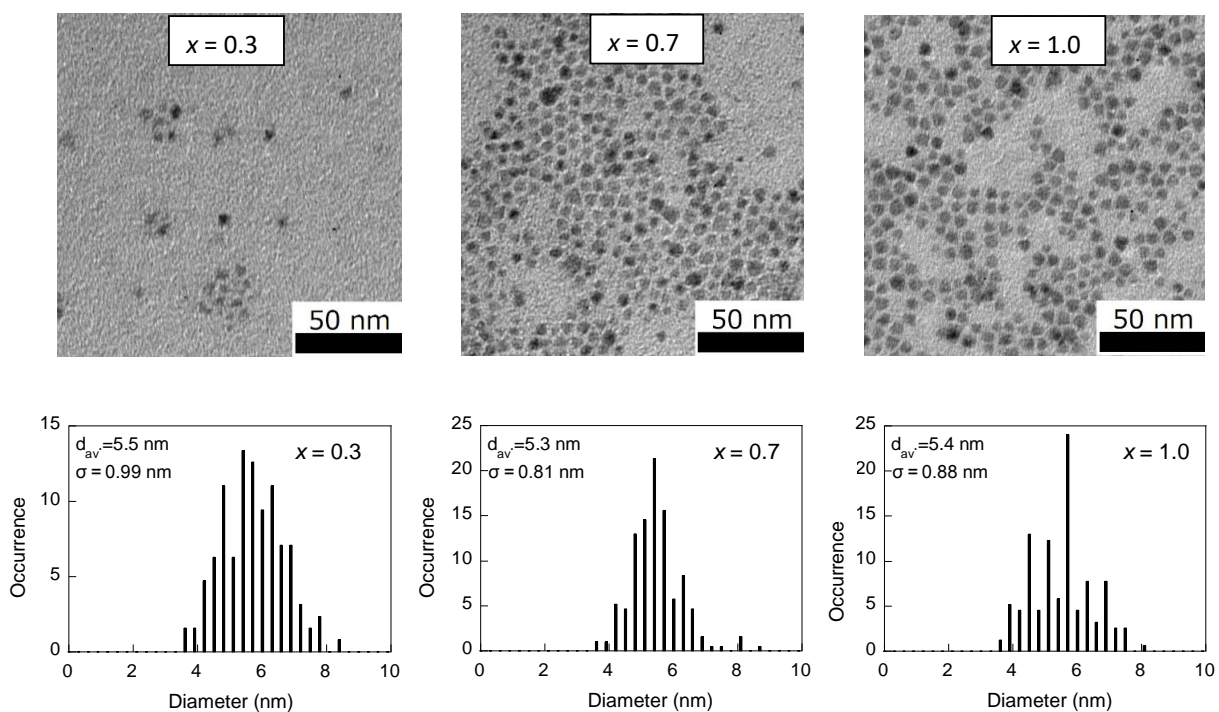 x = 0.3
x = 0.7
x = 1.0
50 nm
50 nm
50 nm
15
10
5
0
Occurrence
d_av.=5.5 nm
σ = 0.99 nm
x = 0.3
0 2 4 6 8 10
Diameter (nm)
25
20
15
10
5
0
Occurrence
d_av.=5.3 nm
σ = 0.81 nm
x = 0.7
0 2 4 6 8 10
Diameter (nm)
25
20
15
10
5
0
Occurrence
d_av.=5.4 nm
σ = 0.88 nm
x = 1.0
0 2 4 6 8 10
Diameter (nm)